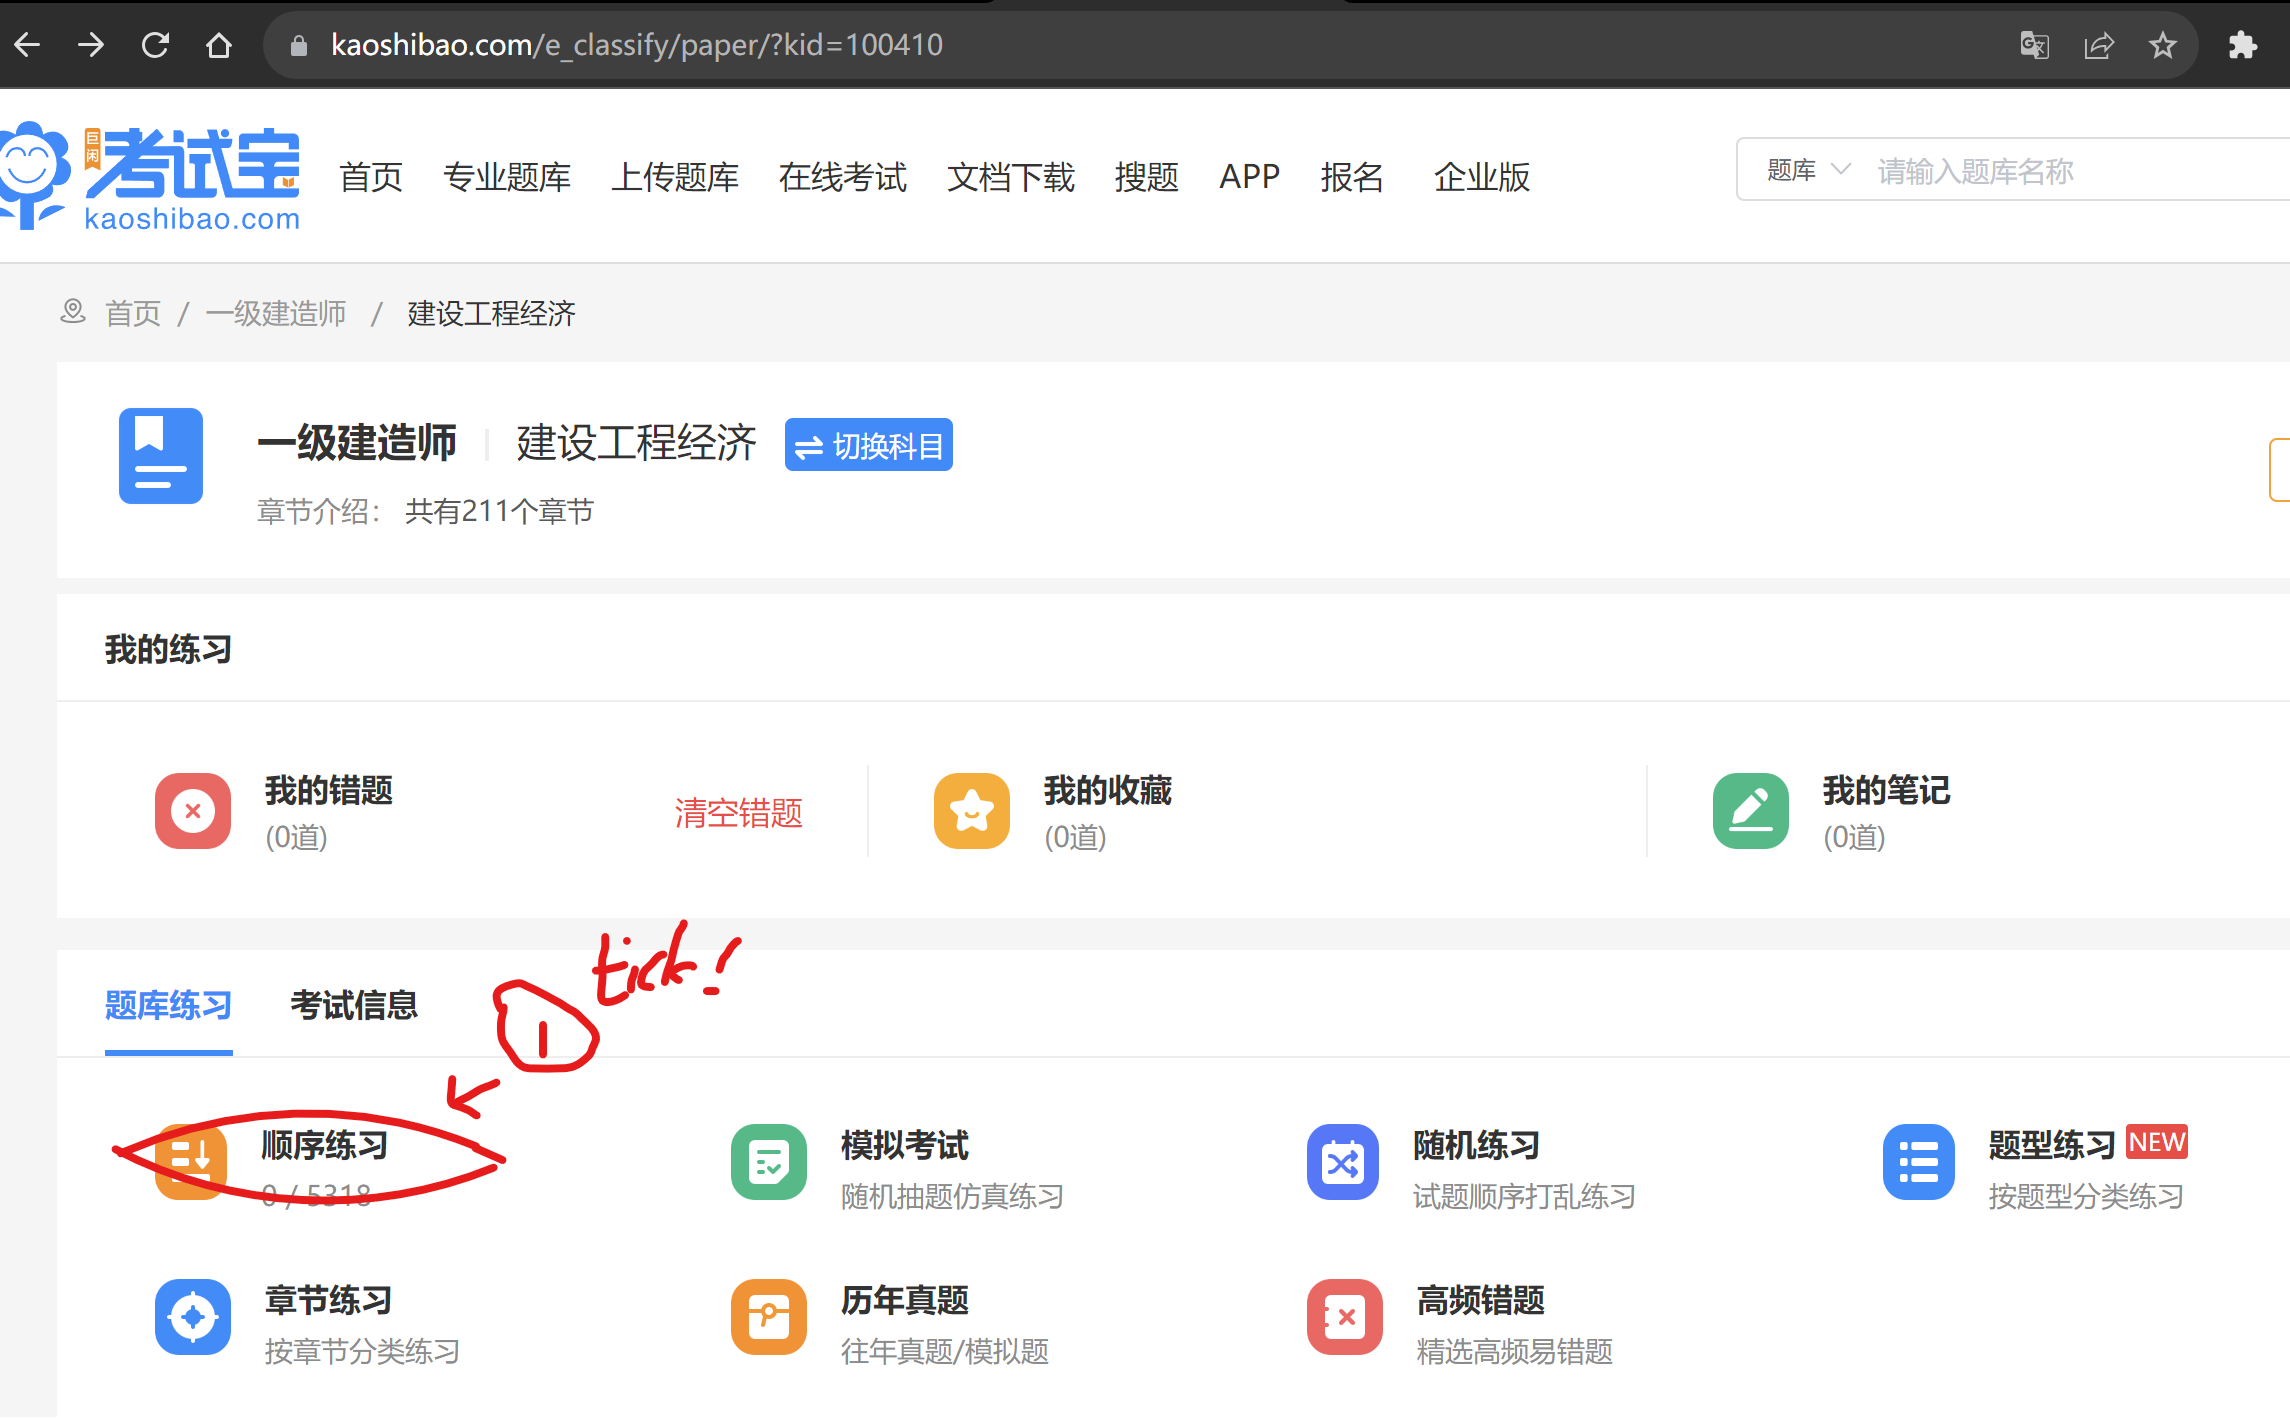 kaoshibao.com/e_classify/paper/?kid=100410
巨闲 考试宝
kaoshibao.com
首页 专业题库 上传题库 在线考试 文档下载 搜题 APP 报名 企业版
题库 请输入题库名称
首页 / 一级建造师 / 建设工程经济
一级建造师 建设工程经济 切换科目
章节介绍： 共有211个章节
我的练习
我的错题
(0道)
清空错题
我的收藏
(0道)
我的笔记
(0道)
tick!
题库练习 考试信息
1
顺序练习
0 / 5318
模拟考试
随机抽题仿真练习
随机练习
试题顺序打乱练习
题型练习 NEW
按题型分类练习
章节练习
按章节分类练习
历年真题
往年真题/模拟题
高频错题
精选高频易错题